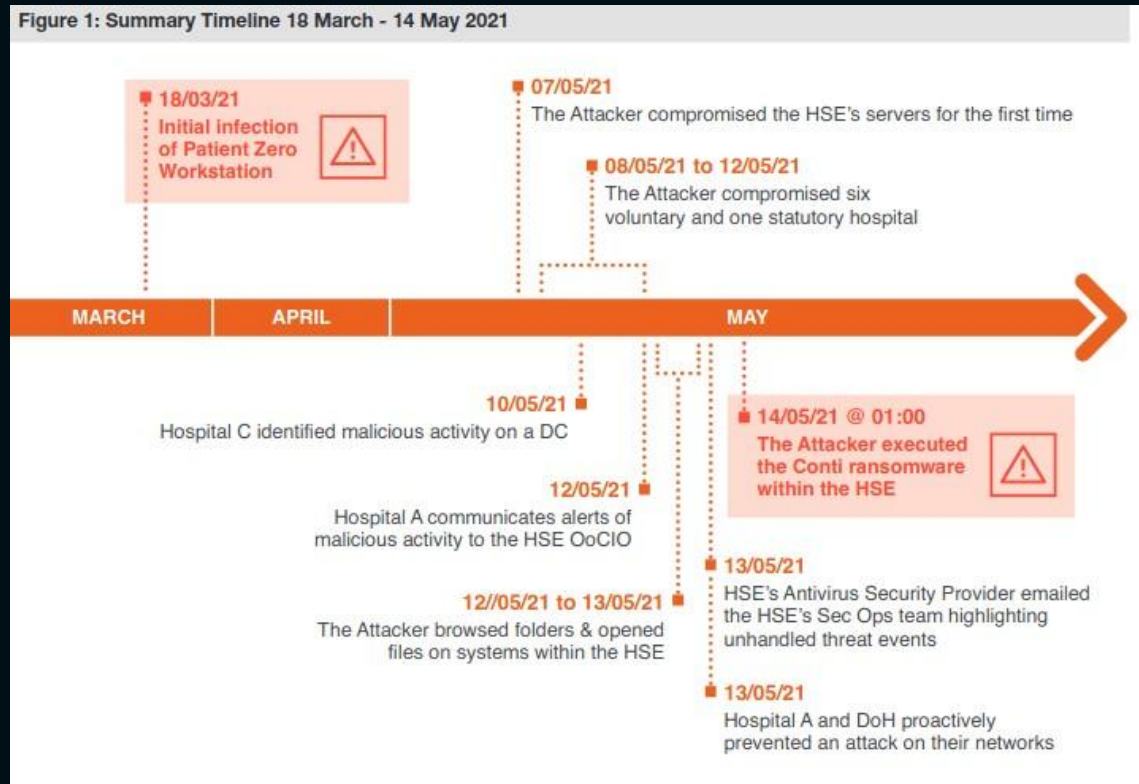 Figure 1: Summary Timeline 18 March - 14 May 2021
18/03/21
Initial infection
of Patient Zero
Workstation
07/05/21
The Attacker compromised the HSE's servers for the first time
08/05/21 to 12/05/21
The Attacker compromised six
voluntary and one statutory hospital
MARCH
APRIL
MAY
10/05/21
Hospital C identified malicious activity on a DC
12/05/21
Hospital A communicates alerts of
malicious activity to the HSE OoCIO
12//05/21 to 13/05/21
The Attacker browsed folders & opened
files on systems within the HSE
14/05/21 @ 01:00
The Attacker executed
the Conti ransomware
within the HSE
13/05/21
HSE's Antivirus Security Provider emailed
the HSE's Sec Ops team highlighting
unhandled threat events
13/05/21
Hospital A and DoH proactively
prevented an attack on their networks